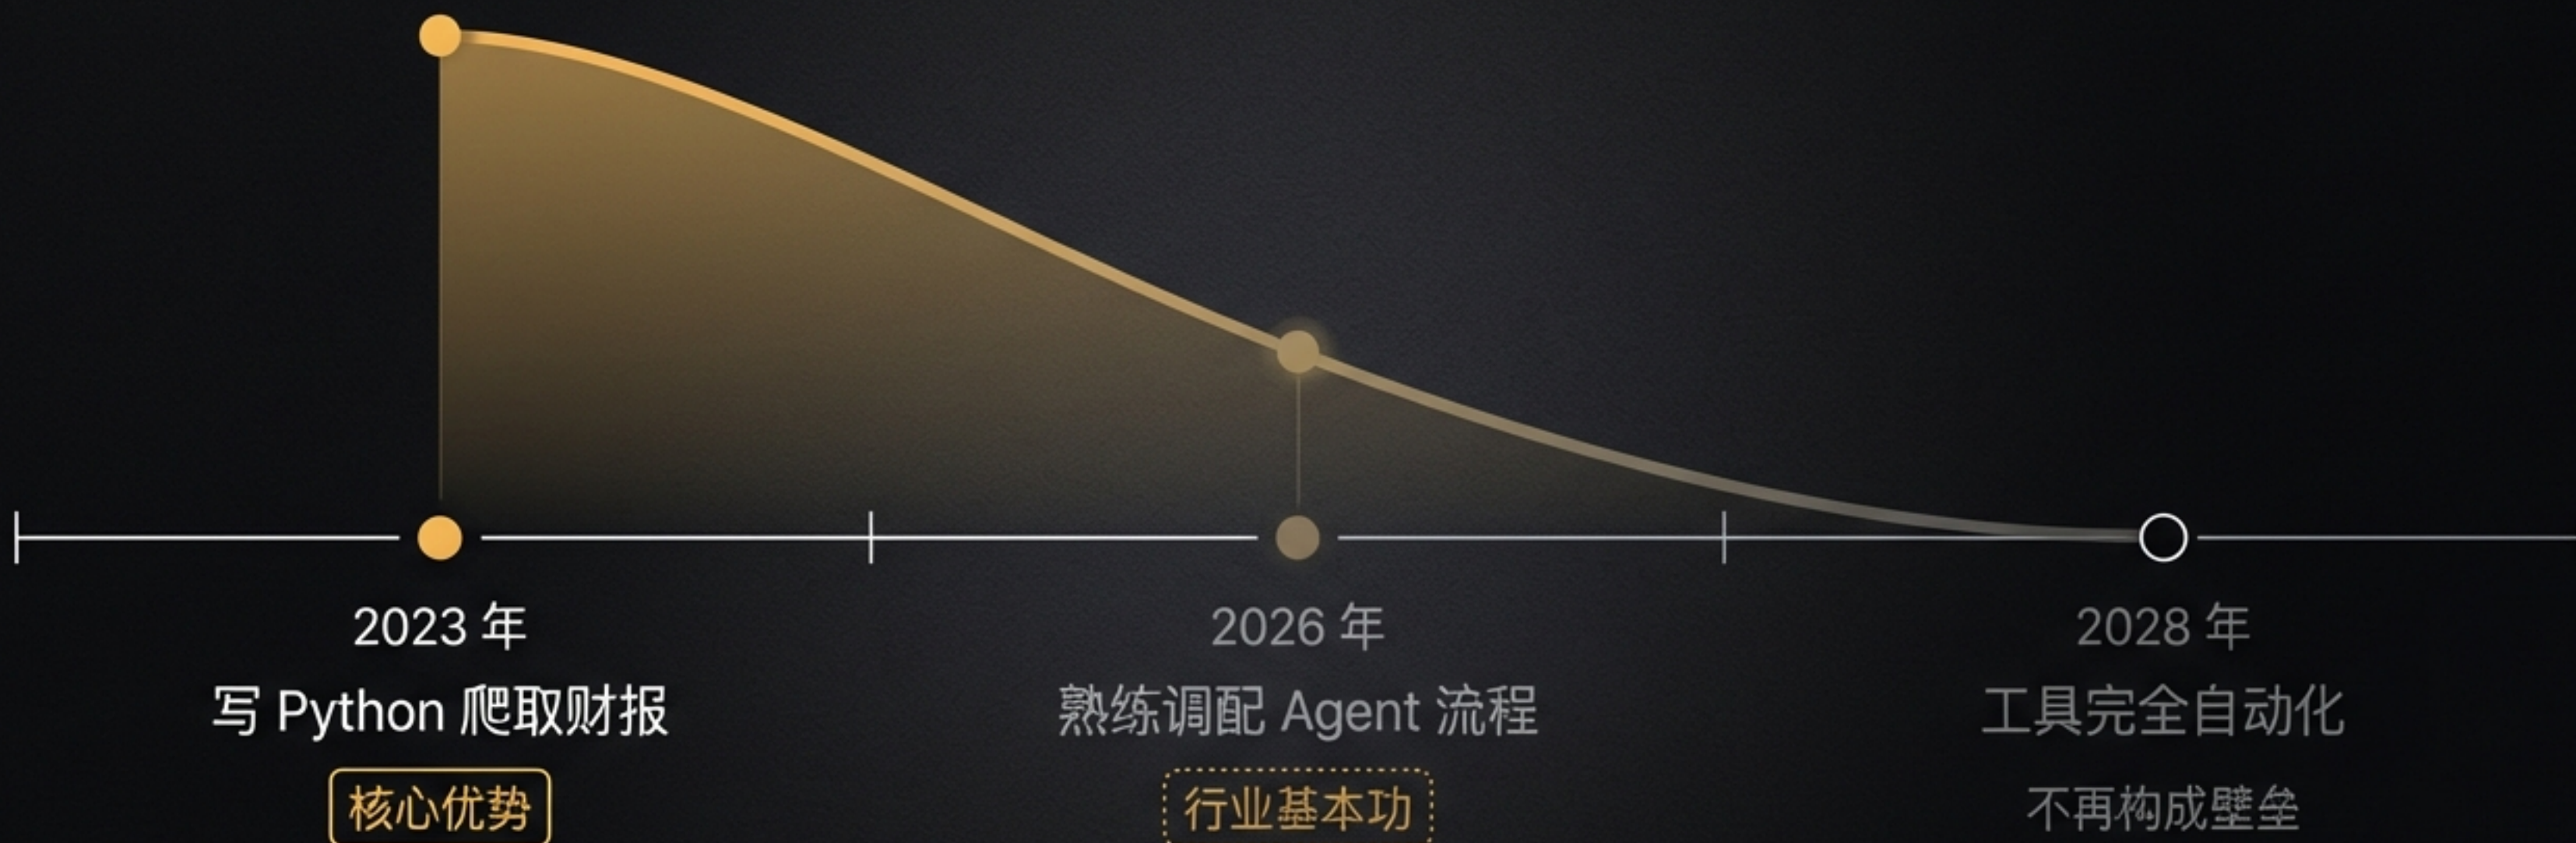 2023 年
写 Python 爬取财报
核心优势
2026 年
熟练调配 Agent 流程
行业基本功
2028 年
工具完全自动化
不再构成壁垒